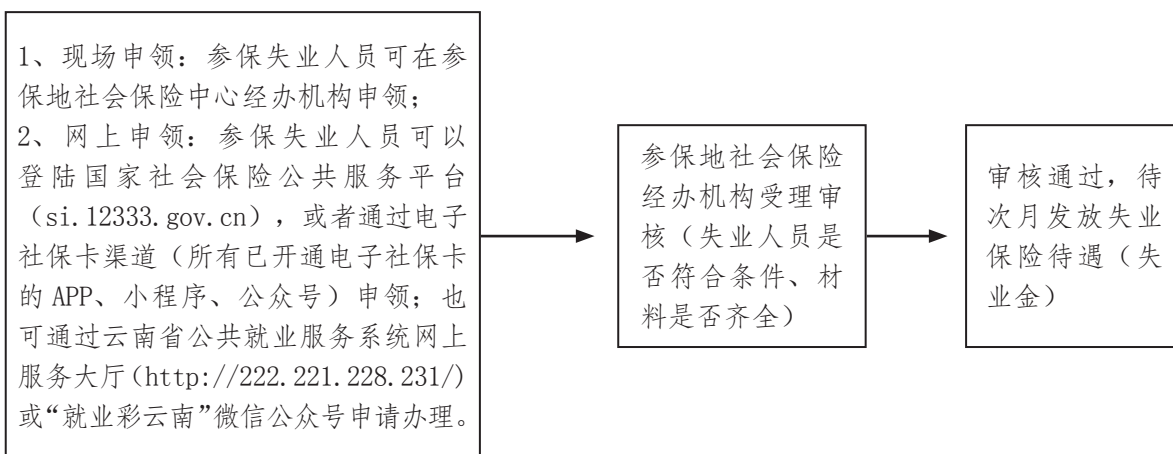 1、现场申领：参保失业人员可在参
保地社会保险中心经办机构申领；
2、网上申领：参保失业人员可以
登陆国家社会保险公共服务平台
（si.12333.gov.cn），或者通过电子
社保卡渠道（所有已开通电子社保卡
的 APP、小程序、公众号）申领；也
可通过云南省公共就业服务系统网上
服务大厅(http://222.221.228.231/)
或“就业彩云南”微信公众号申请办理。
参保地社会保险
经办机构受理审
核（失业人员是
否符合条件、材
料是否齐全）
审核通过，待
次月发放失业
保险待遇（失
业金）